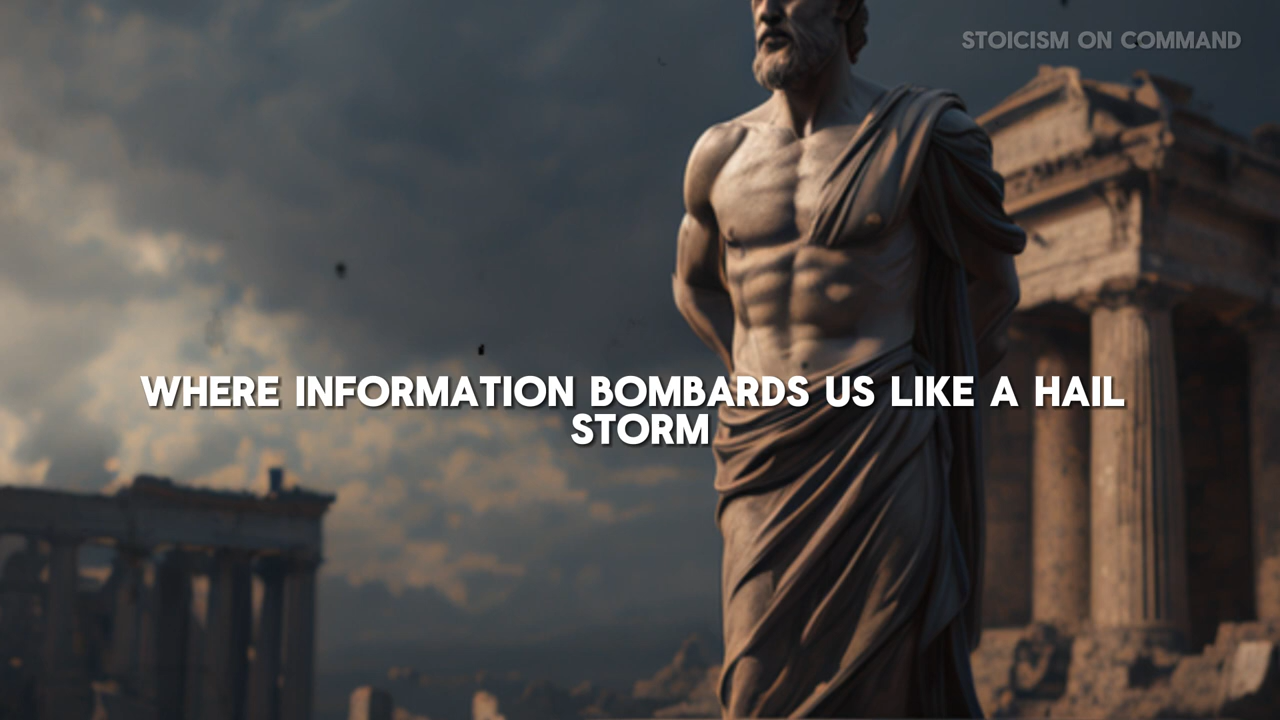 STOICISM ON COMMAND
WHERE INFORMATION BOMBARDS US LIKE A HAIL
STORM